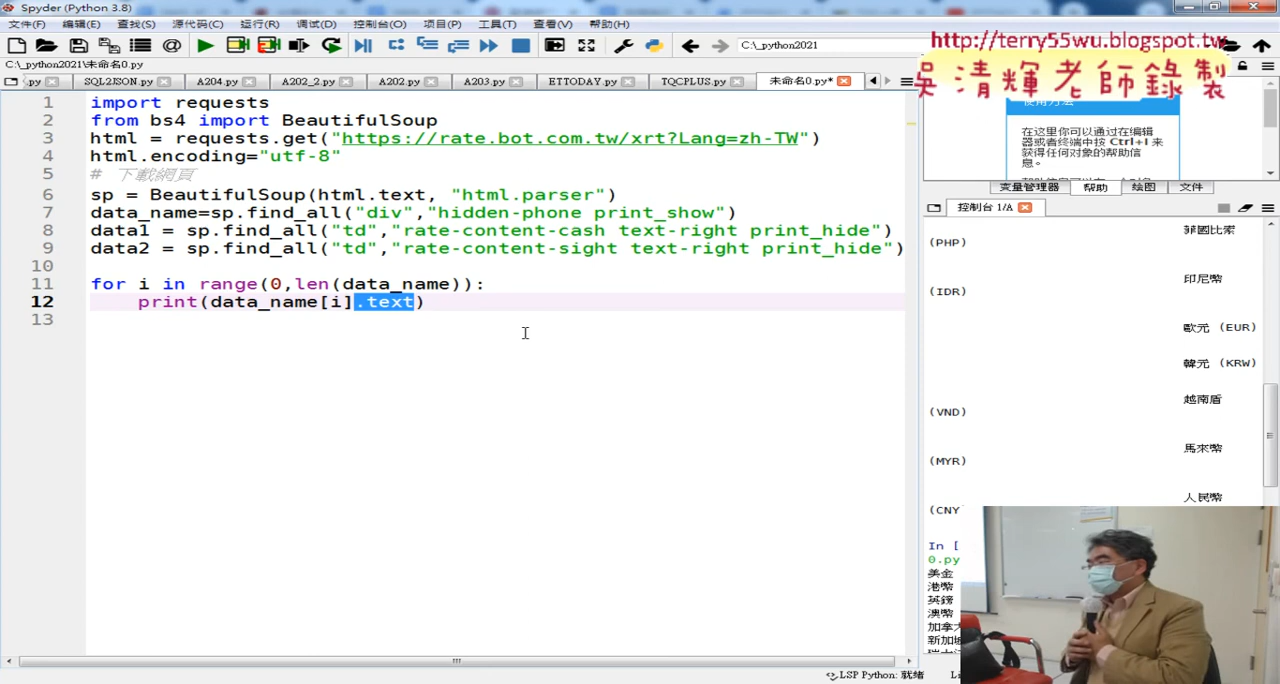 Spyder (Python 3.8)
文件(F) 编辑(E) 查找(S) 源代码(C) 运行(R) 调试(D) 控制台(O) 项目(P) 工具(T) 查看(V) 帮助(H)
C:\_python2021
http://terry55wu.blogspot.tw
C:\_python2021\未命名0.py
吳清輝老師錄製
.py SQL2JSON.py A204.py A202_2.py A202.py A203.py ETTODAY.py TQCPLUS.py 未命名0.py*
1 import requests
2 from bs4 import BeautifulSoup
3 html = requests.get("https://rate.bot.com.tw/xrt?Lang=zh-TW")
4 html.encoding="utf-8"
5 # 下載網頁
6 sp = BeautifulSoup(html.text, "html.parser")
7 data_name=sp.find_all("div","hidden-phone print_show")
8 data1 = sp.find_all("td","rate-content-cash text-right print_hide")
9 data2 = sp.find_all("td","rate-content-sight text-right print_hide")
10
11 for i in range(0,len(data_name)):
12 print(data_name[i].text)
13
使用方法
在这里你可以通过在编辑
器或者终端中按 Ctrl+I 来
获得任何对象的帮助信
息。
变量管理器 帮助 绘图 文件
控制台 1/A
菲國比索
(PHP)
印尼幣
(IDR)
歐元 (EUR)
韓元 (KRW)
越南盾
(VND)
馬來幣
(MYR)
人民幣
(CNY
In [
0.py
美金
港幣
英鎊
澳幣
加拿大
新加坡
LSP Python: 就绪